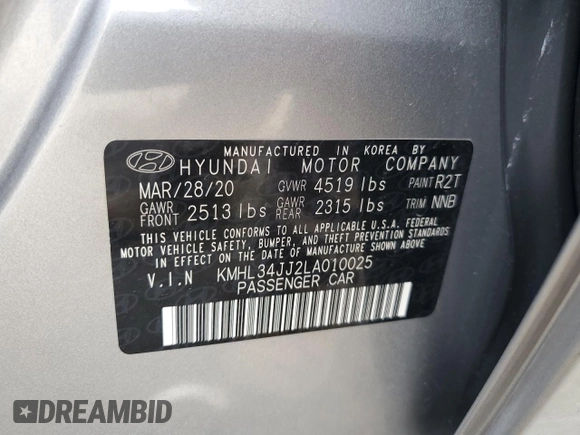 MANUFACTURED IN KOREA BY
HYUNDAI MOTOR COMPANY
MAR/28/20 GVWR 4519 lbs PAINT R2T
GAWR FRONT 2513 lbs GAWR REAR 2315 lbs TRIM NNB
THIS VEHICLE CONFORMS TO ALL APPLICABLE U.S.A. FEDERAL
MOTOR VEHICLE SAFETY, BUMPER, AND THEFT PREVENTION
STANDARDS IN EFFECT ON THE DATE OF MANUFACTURE SHOWN ABOVE.
V.I.N KMHL34JJ2LA010025
PASSENGER CAR
DREAMBID